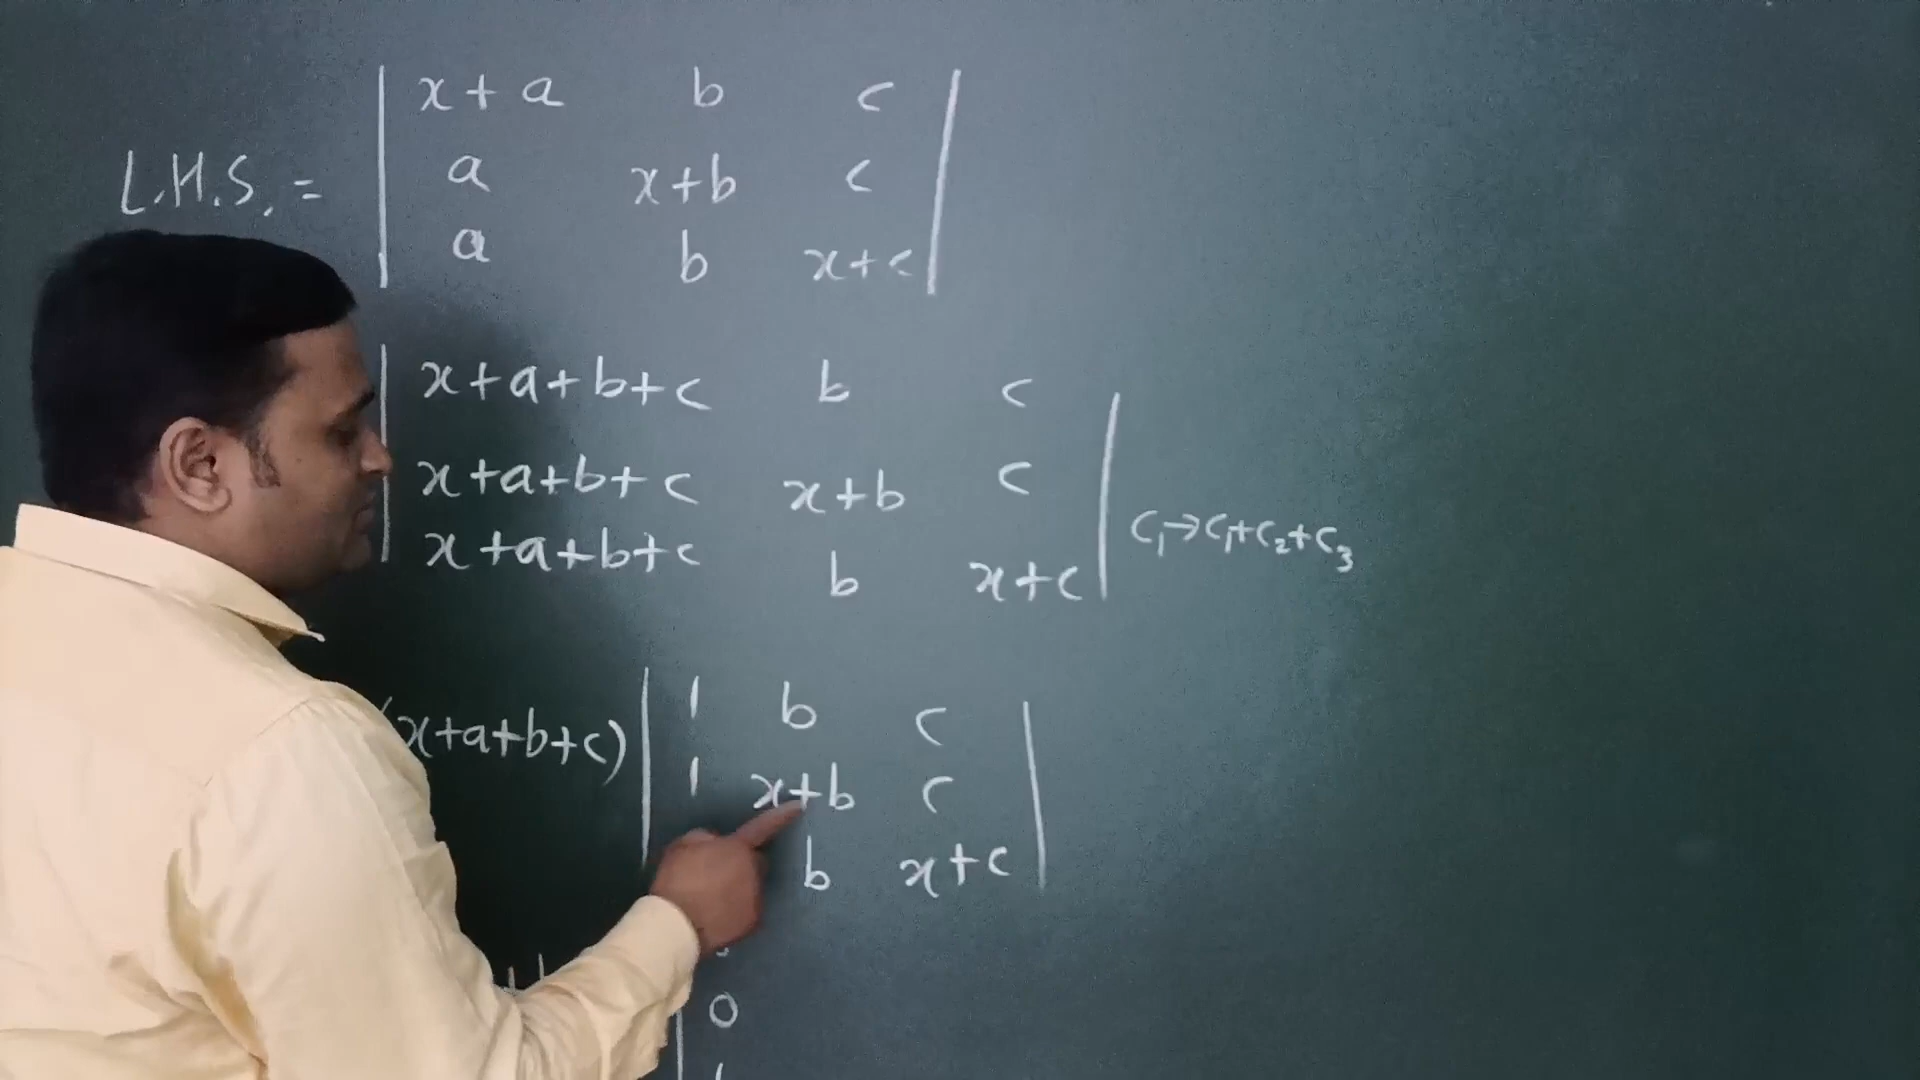 x+a b c
L.H.S. = a x+b c
a b x+c
x+a+b+c b c
x+a+b+c x+b c
C₁→C₁+C₂+C₃
x+a+b+c b x+c
1 b c
(x+a+b+c)
1 x+b c
b x+c
0